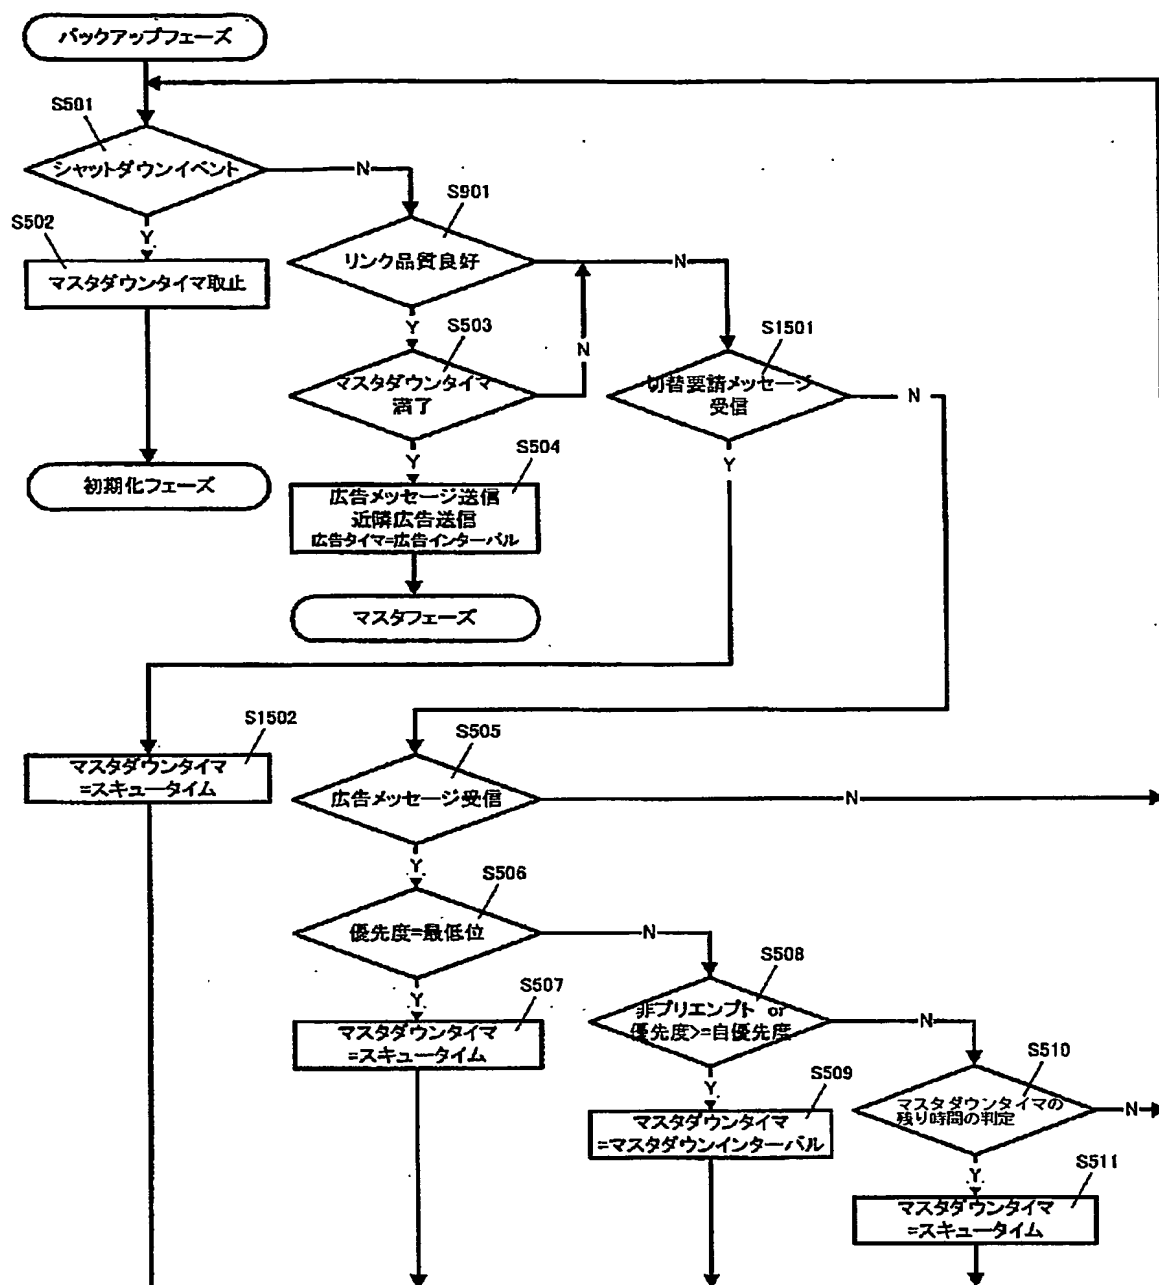 バックアップフェーズ
S501
シャットダウンイベント
N
S901
S502
Y
リンク品質良好
N
マスタダウンタイマ取止
Y
S503
S1501
N
マスタダウンタイマ
満了
切替要請メッセージ
受信
N
Y
S504
Y
初期化フェーズ
広告メッセージ送信
近隣広告送信
広告タイマ=広告インターバル
マスタフェーズ
S1502
S505
マスタダウンタイマ
=スキュータイム
広告メッセージ受信
N
Y
S506
優先度=最低位
N
S508
Y
S507
非プリエンプト or
優先度>=自優先度
N
マスタダウンタイマ
=スキュータイム
S510
Y
S509
マスタダウンタイマの
残り時間の判定
N
マスタダウンタイマ
=マスタダウンインターバル
Y
S511
マスタダウンタイマ
=スキュータイム